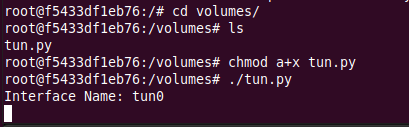 root@f5433df1eb76:/# cd volumes/
root@f5433df1eb76:/volumes# ls
tun.py
root@f5433df1eb76:/volumes# chmod a+x tun.py
root@f5433df1eb76:/volumes# ./tun.py
Interface Name: tun0